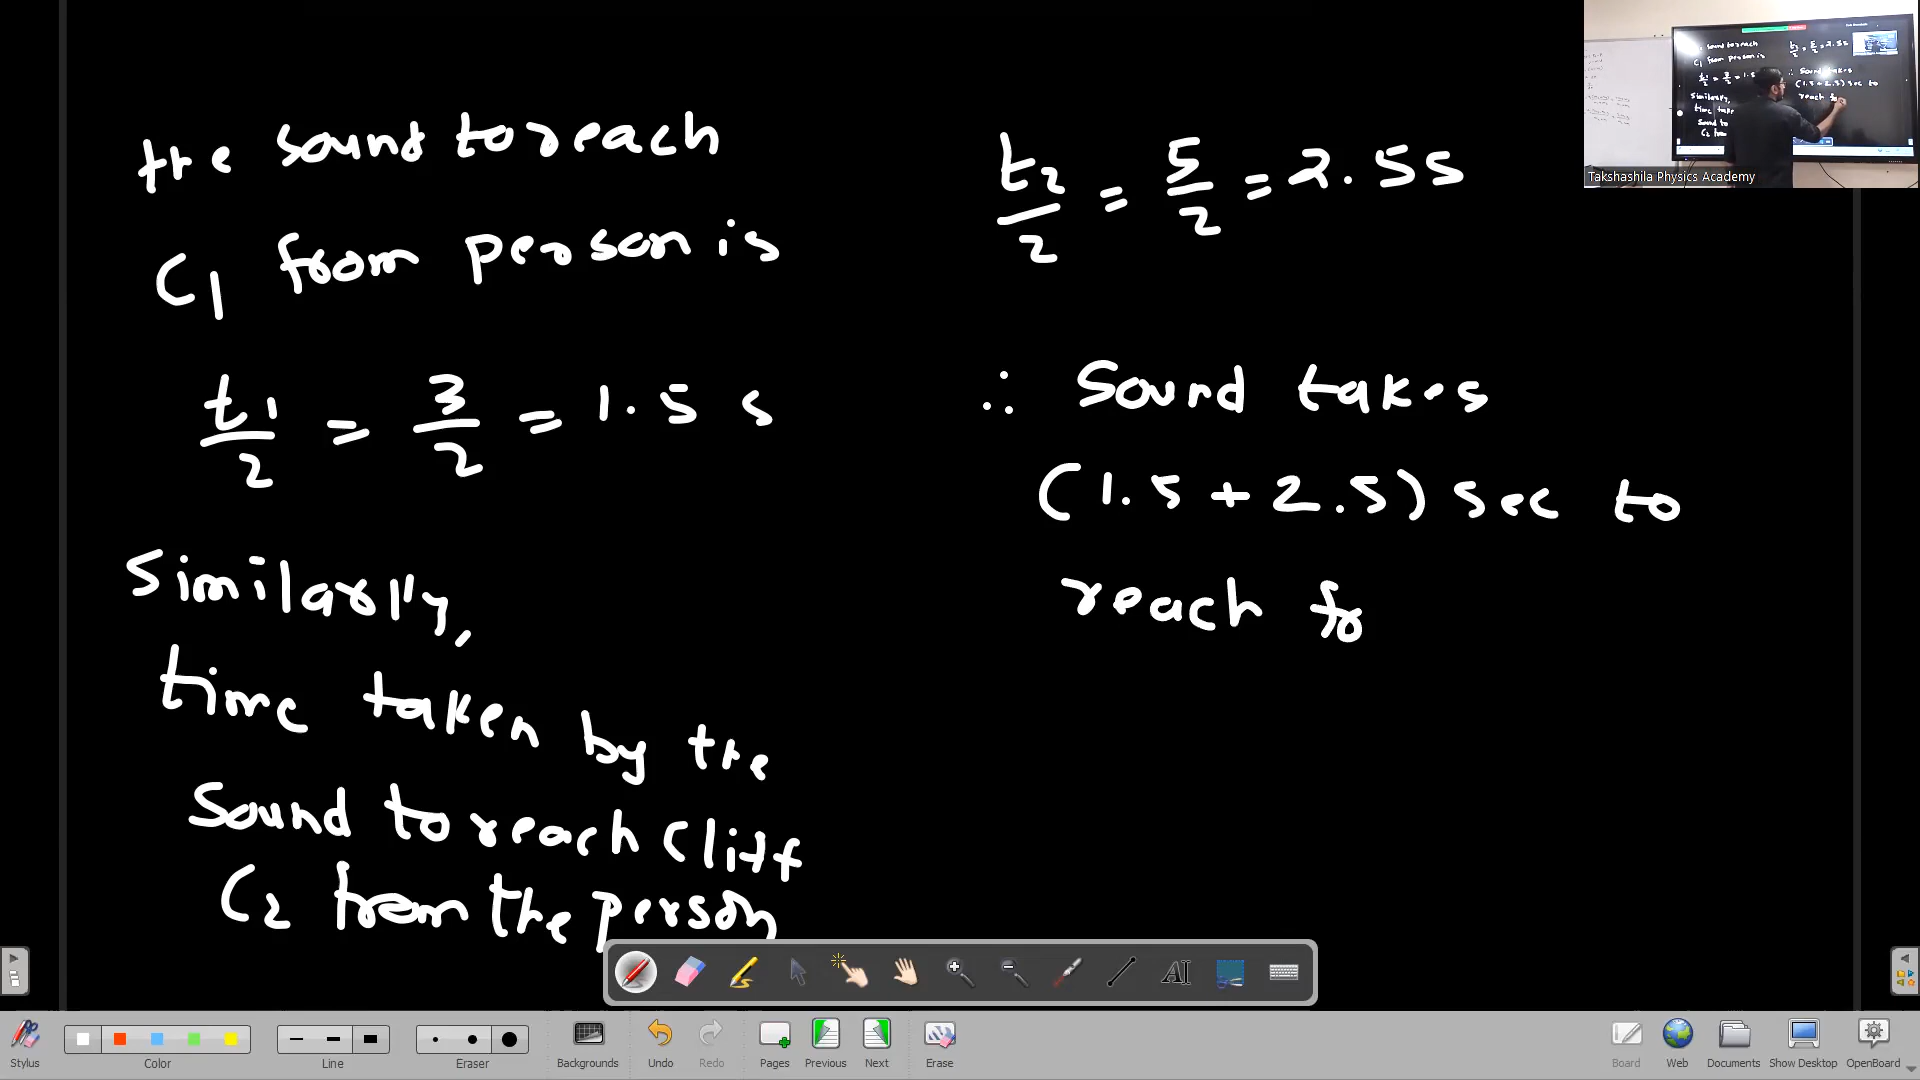 the sound to reach
C1 from person is
t1/2 = 3/2 = 1.5 s
Similarly,
time taken by the
Sound to reach Cliff
C2 from the person
t2/2 = 5/2 = 2.5s
∴ Sound takes
(1.5 + 2.5) sec to
reach fro
Takshashila Physics Academy
Stylus
Color
Line
Eraser
Backgrounds
Undo
Redo
Pages
Previous
Next
Erase
Board
Web
Documents
Show Desktop
OpenBoard